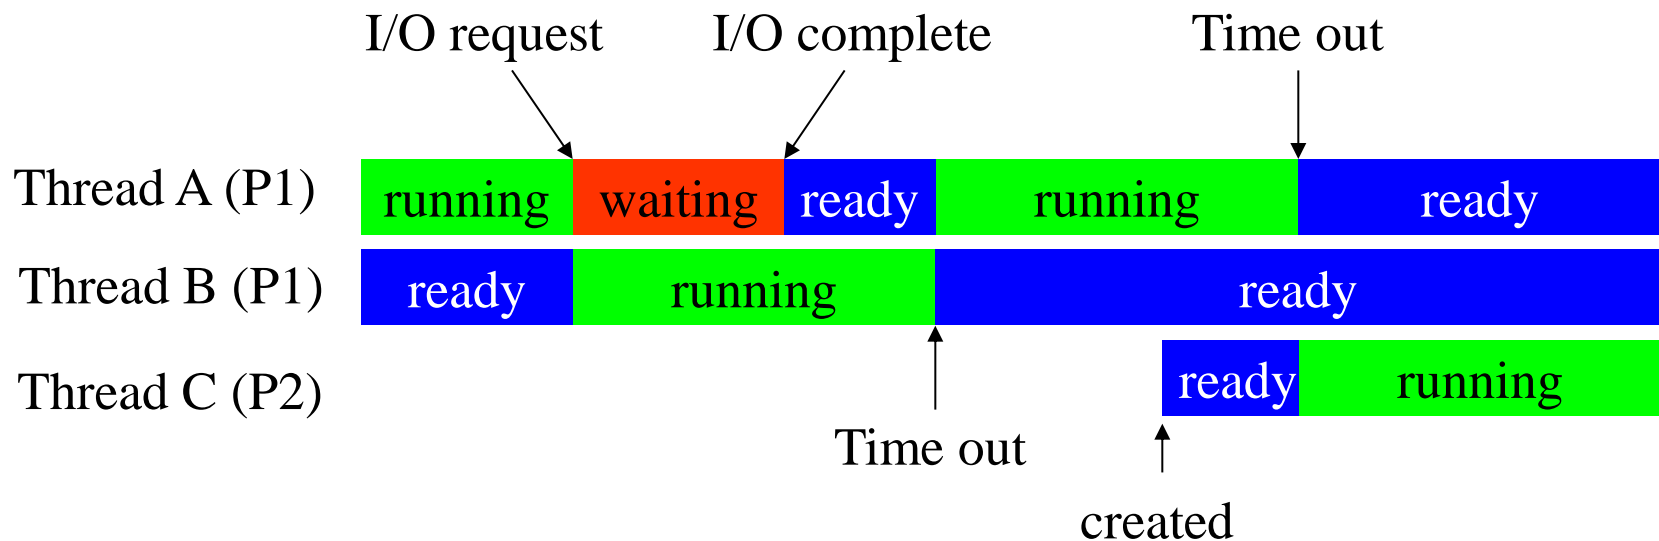 I/O request I/O complete Time out
Thread A (P1) running waiting ready running ready
Thread B (P1) ready running ready
Thread C (P2) ready running
Time out
created